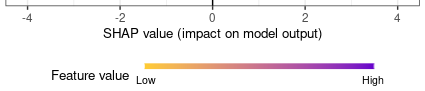 -4 -2 0 2 4
SHAP value (impact on model output)
Feature value
Low High